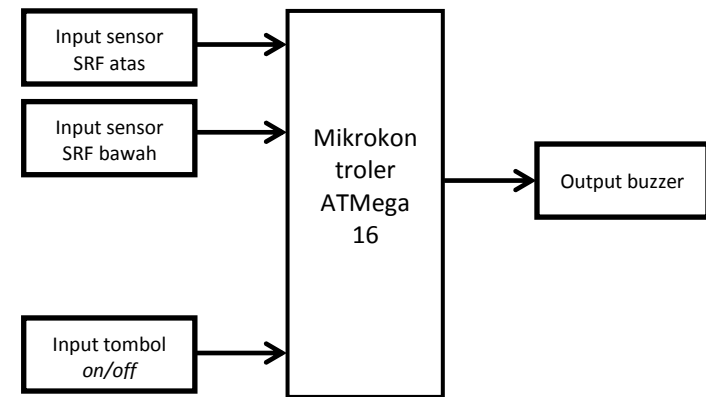 Input sensor
SRF atas
Input sensor
SRF bawah
Mikrokon
troler
ATMega
16
Output buzzer
Input tombol
on/off